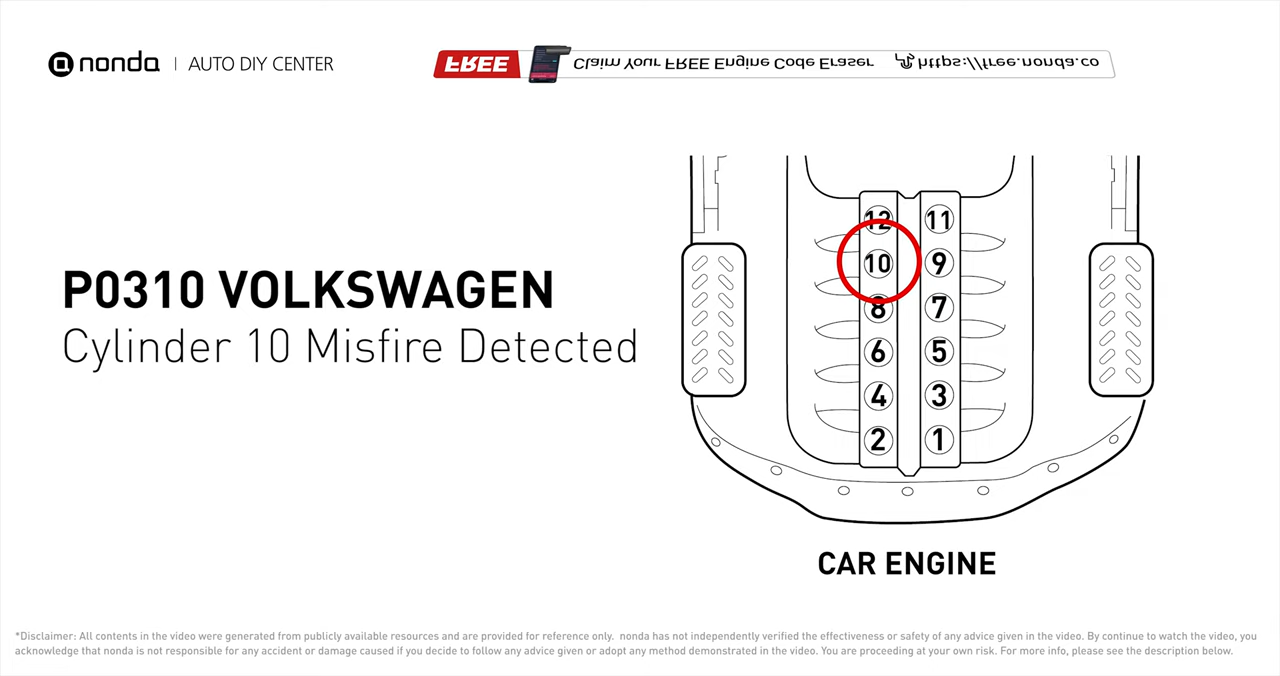 nonda | AUTO DIY CENTER
FREE Claim Your FREE Engine Code Eraser https://free.nonda.co
P0310 VOLKSWAGEN
Cylinder 10 Misfire Detected
12 11
10 9
8 7
6 5
4 3
2 1
CAR ENGINE
*Disclaimer: All contents in the video were generated from publicly available resources and are provided for reference only. nonda has not independently verified the effectiveness or safety of any advice given in the video. By continue to watch the video, you
acknowledge that nonda is not responsible for any accident or damage caused if you decide to follow any advice given or adopt any method demonstrated in the video. You are proceeding at your own risk. For more info, please see the description below.